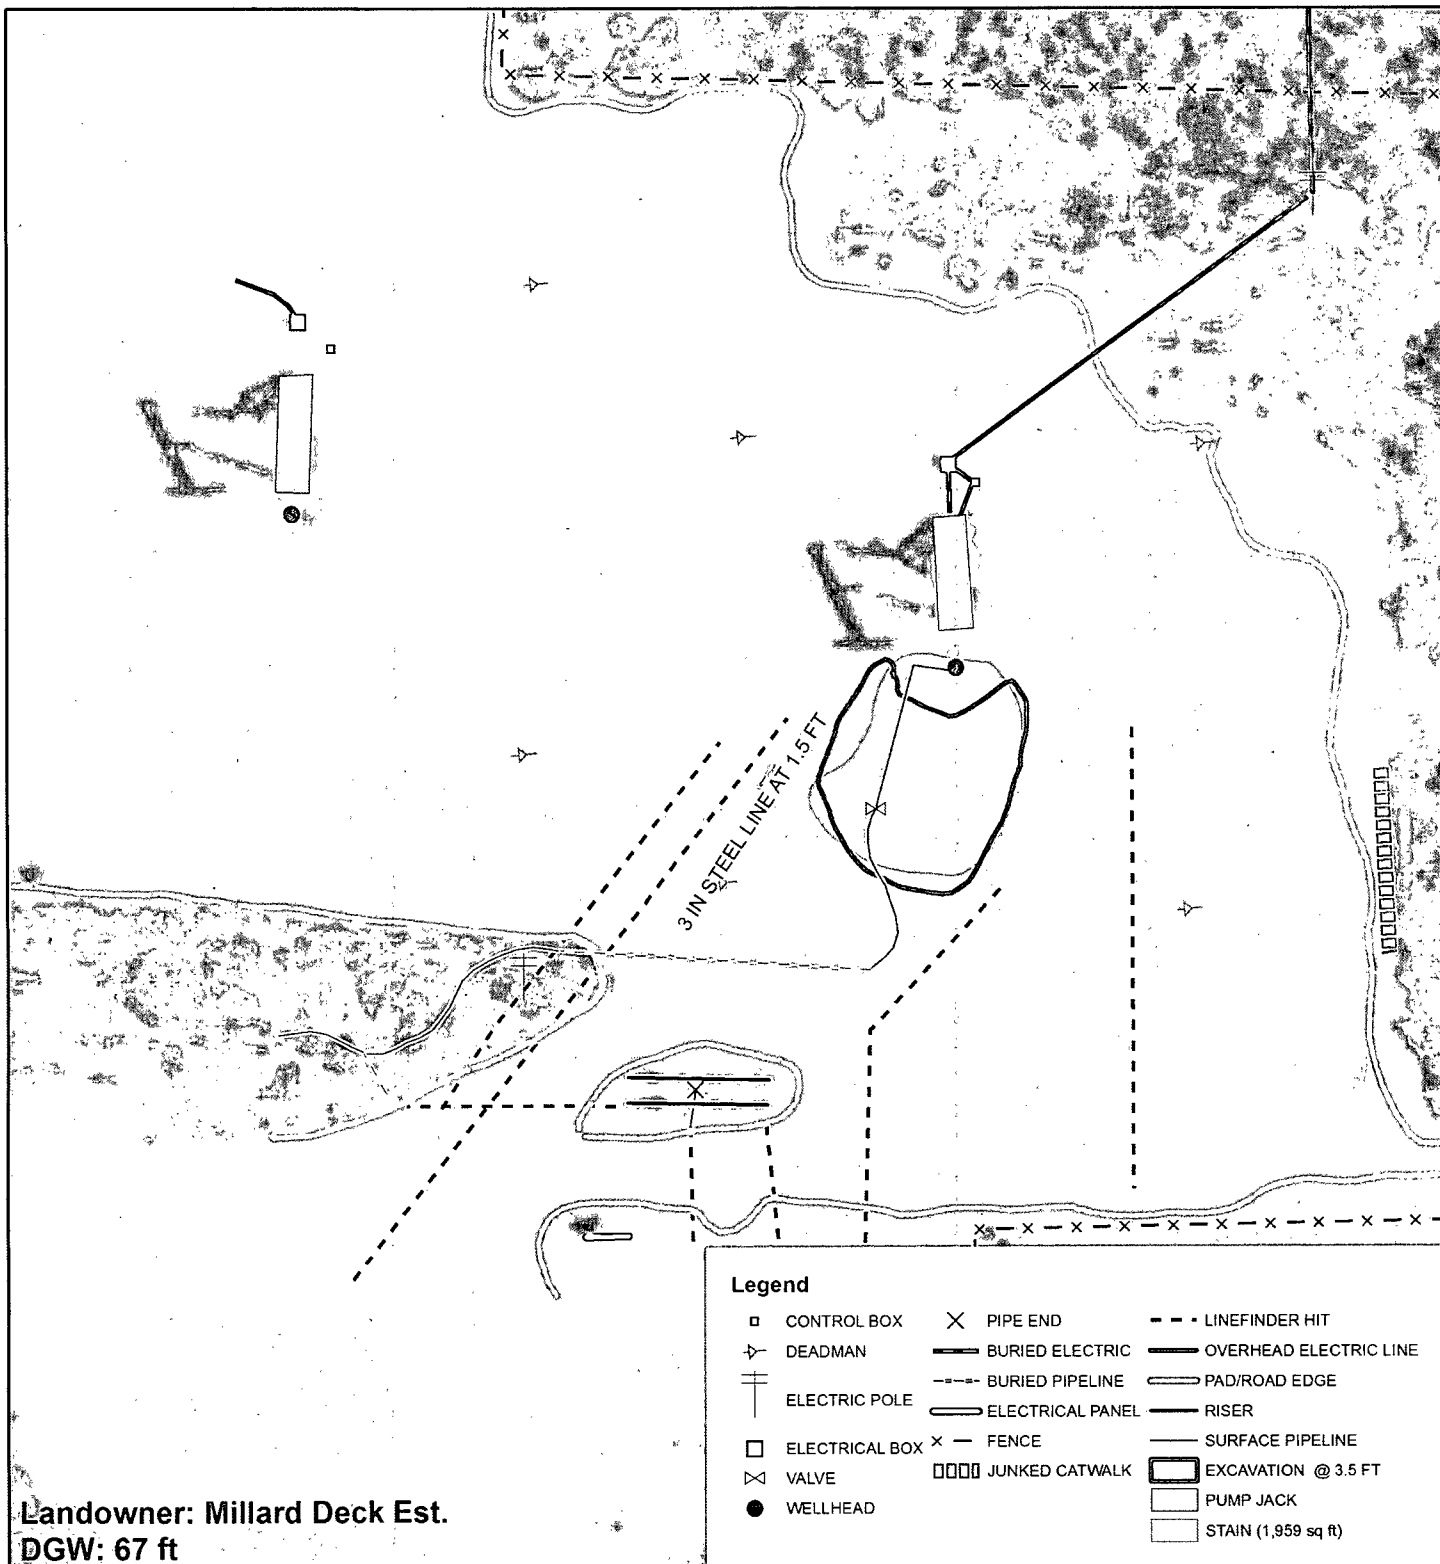 3 IN STEEL LINE AT 1.5 FT
Legend
CONTROL BOX
DEADMAN
ELECTRIC POLE
ELECTRICAL BOX
VALVE
WELLHEAD
PIPE END
BURIED ELECTRIC
BURIED PIPELINE
ELECTRICAL PANEL
FENCE
JUNKED CATWALK
LINEFINDER HIT
OVERHEAD ELECTRIC LINE
PAD/ROAD EDGE
RISER
SURFACE PIPELINE
EXCAVATION @ 3.5 FT
PUMP JACK
STAIN (1,959 sq ft)
Landowner: Millard Deck Est.
DGW: 67 ft